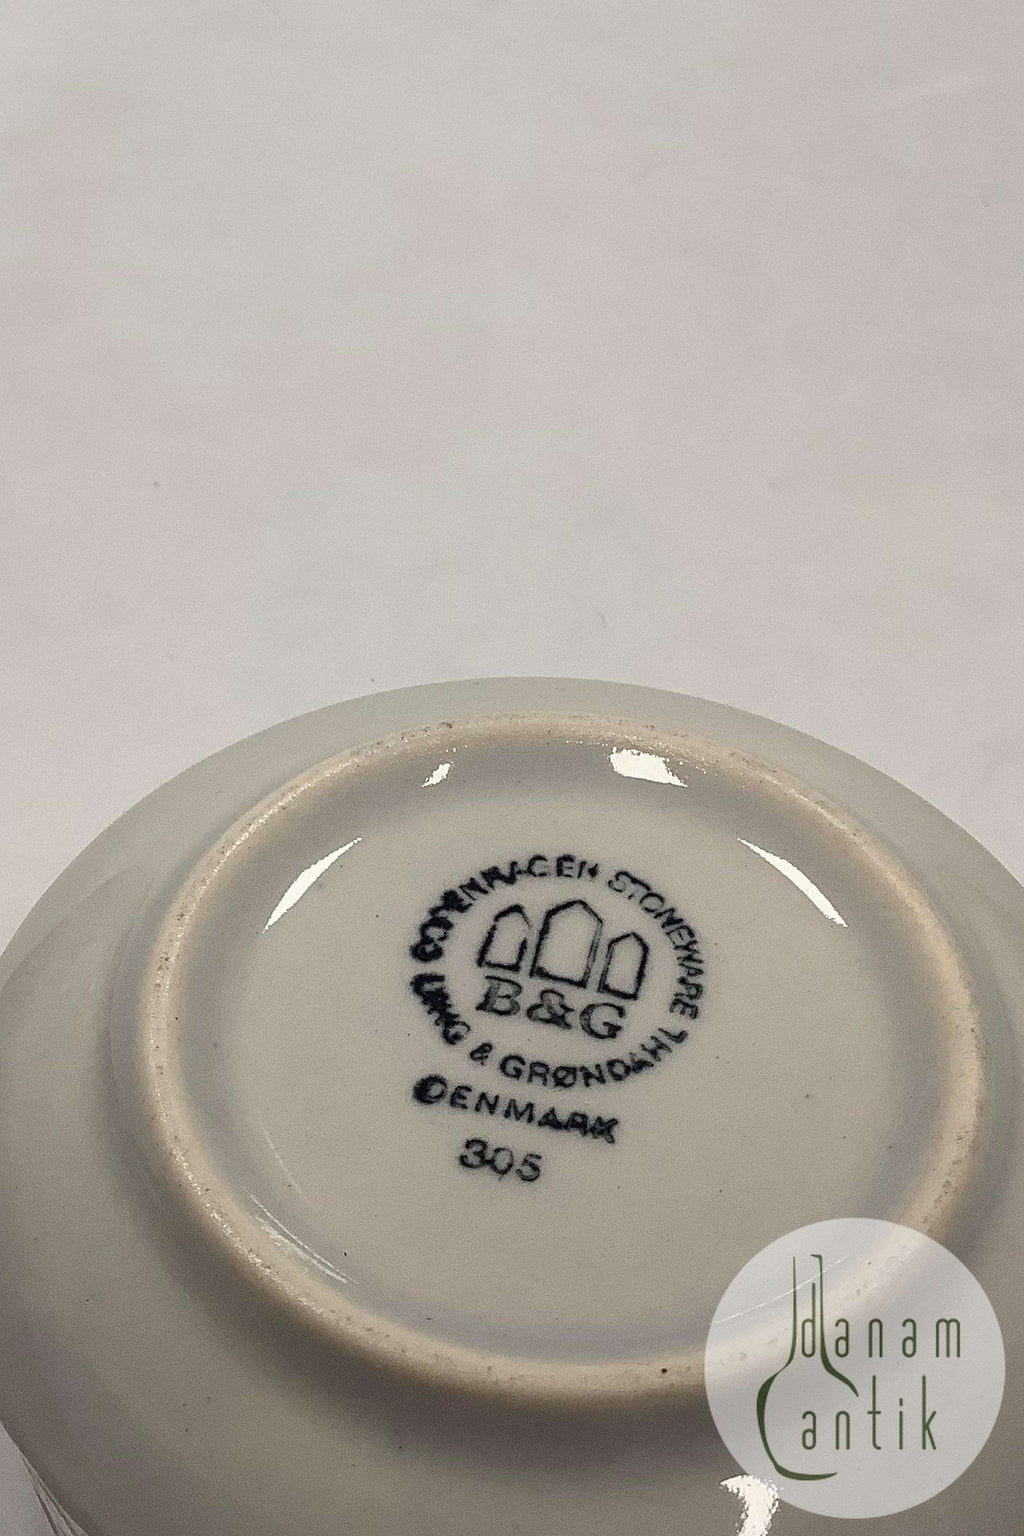 COPENHAGEN STONEWARE
B&G
BING & GRØNDAHL
DENMARK
305
danam
antik